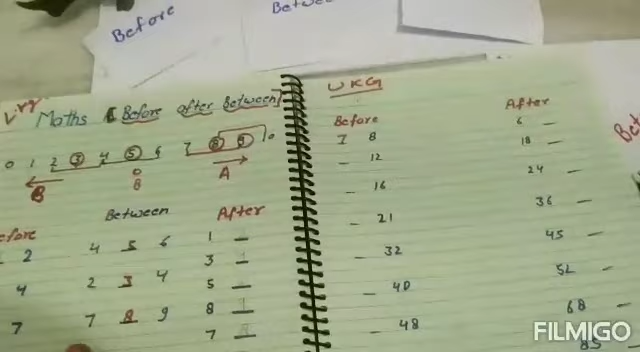 Before
Between
Maths Before after Between
0 1 2 3 4 5 6 7 8 9 10
B
O
B
A
Between
After
2 4 5 6 1 _
4 2 3 4 3 _
5 _
7 7 8 9 8 _
7 _
UKG
Before After
8 6 _
_ 12 18 _
_ 16 24 _
_ 21 36 _
_ 32 45 _
_ 40 52 _
_ 48 68 _
85 _
FILMIGO